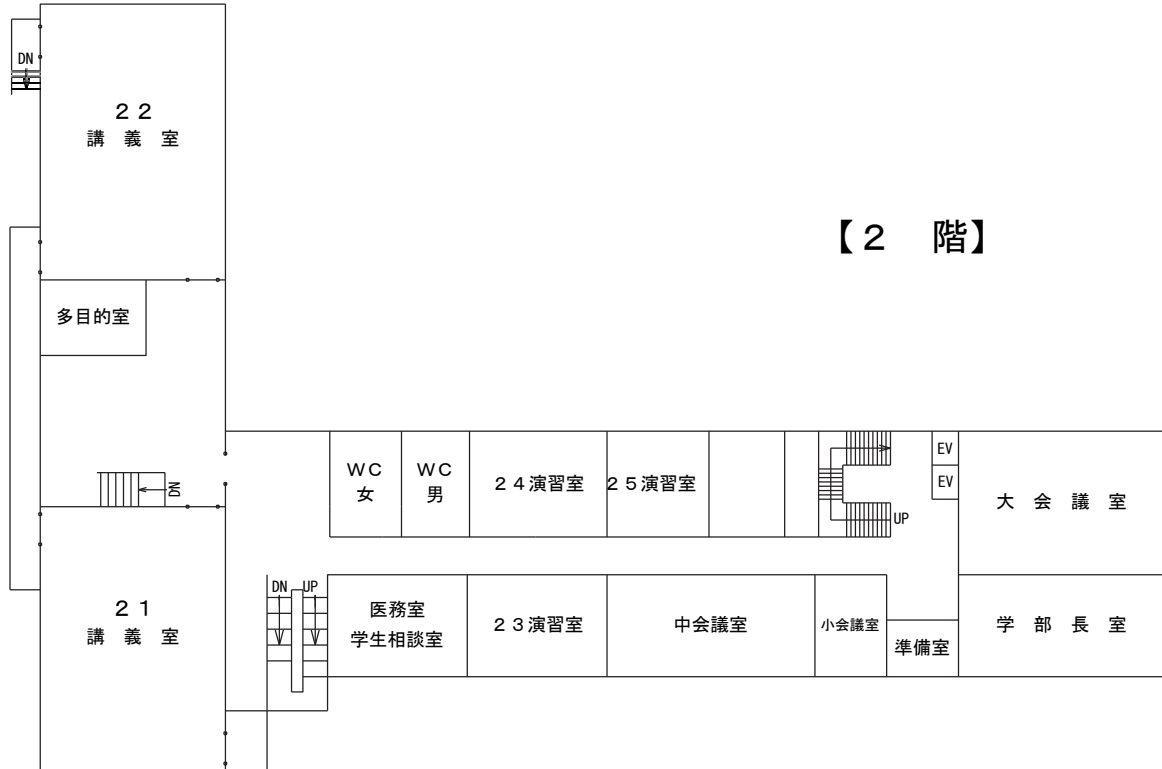 DN
２２
講　義　室
【２　階】
多目的室
ＷＣ
女
ＷＣ
男
２４演習室
２５演習室
EV
EV
大　会　議　室
DN
UP
２１
講　義　室
DN
UP
医務室
学生相談室
２３演習室
中会議室
小会議室
準備室
学　部　長　室